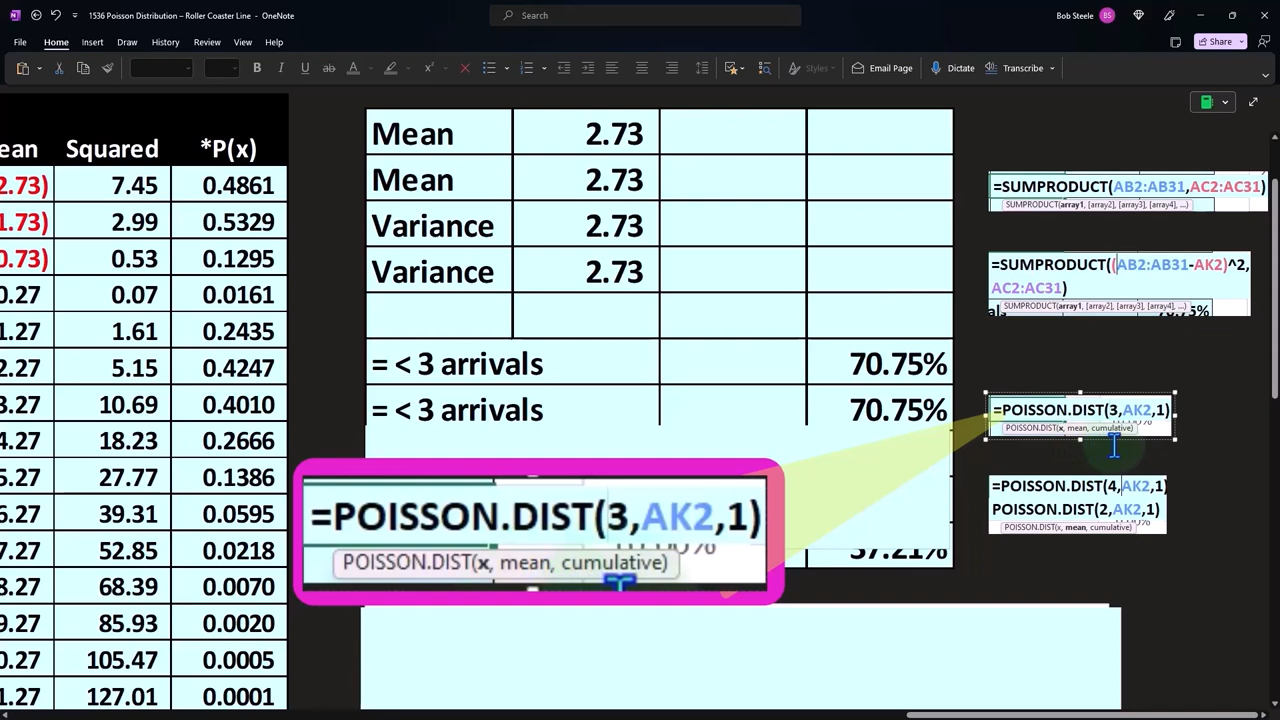 1536 Poisson Distribution – Roller Coaster Line - OneNote
Search
Bob Steele BS
File Home Insert Draw History Review View Help
Share
B I U ab A
Styles Email Page Dictate Transcribe
ean Squared *P(x)
2.73) 7.45 0.4861
1.73) 2.99 0.5329
0.73) 0.53 0.1295
0.27 0.07 0.0161
1.27 1.61 0.2435
2.27 5.15 0.4247
3.27 10.69 0.4010
4.27 18.23 0.2666
5.27 27.77 0.1386
6.27 39.31 0.0595
7.27 52.85 0.0218
8.27 68.39 0.0070
9.27 85.93 0.0020
0.27 105.47 0.0005
1.27 127.01 0.0001
Mean 2.73
Mean 2.73
Variance 2.73
Variance 2.73
= < 3 arrivals 70.75%
= < 3 arrivals 70.75%
37.21%
=POISSON.DIST(3,AK2,1)
POISSON.DIST(x, mean, cumulative)
=SUMPRODUCT(AB2:AB31,AC2:AC31)
SUMPRODUCT(array1, [array2], [array3], [array4], ...)
=SUMPRODUCT((AB2:AB31-AK2)^2,
AC2:AC31)
SUMPRODUCT(array1, [array2], [array3], [array4], ...)
=POISSON.DIST(3,AK2,1)
POISSON.DIST(x, mean, cumulative)
=POISSON.DIST(4,AK2,1)
POISSON.DIST(2,AK2,1)
POISSON.DIST(x, mean, cumulative)